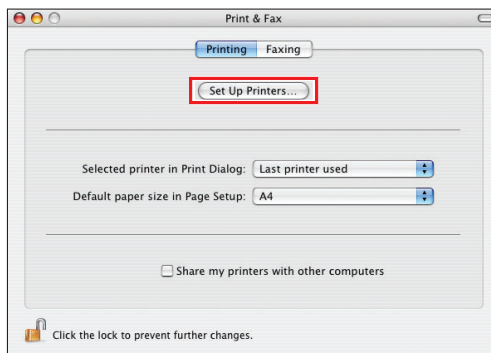 Print & Fax
Printing Faxing
Set Up Printers...
Selected printer in Print Dialog: Last printer used
Default paper size in Page Setup: A4
Share my printers with other computers
Click the lock to prevent further changes.